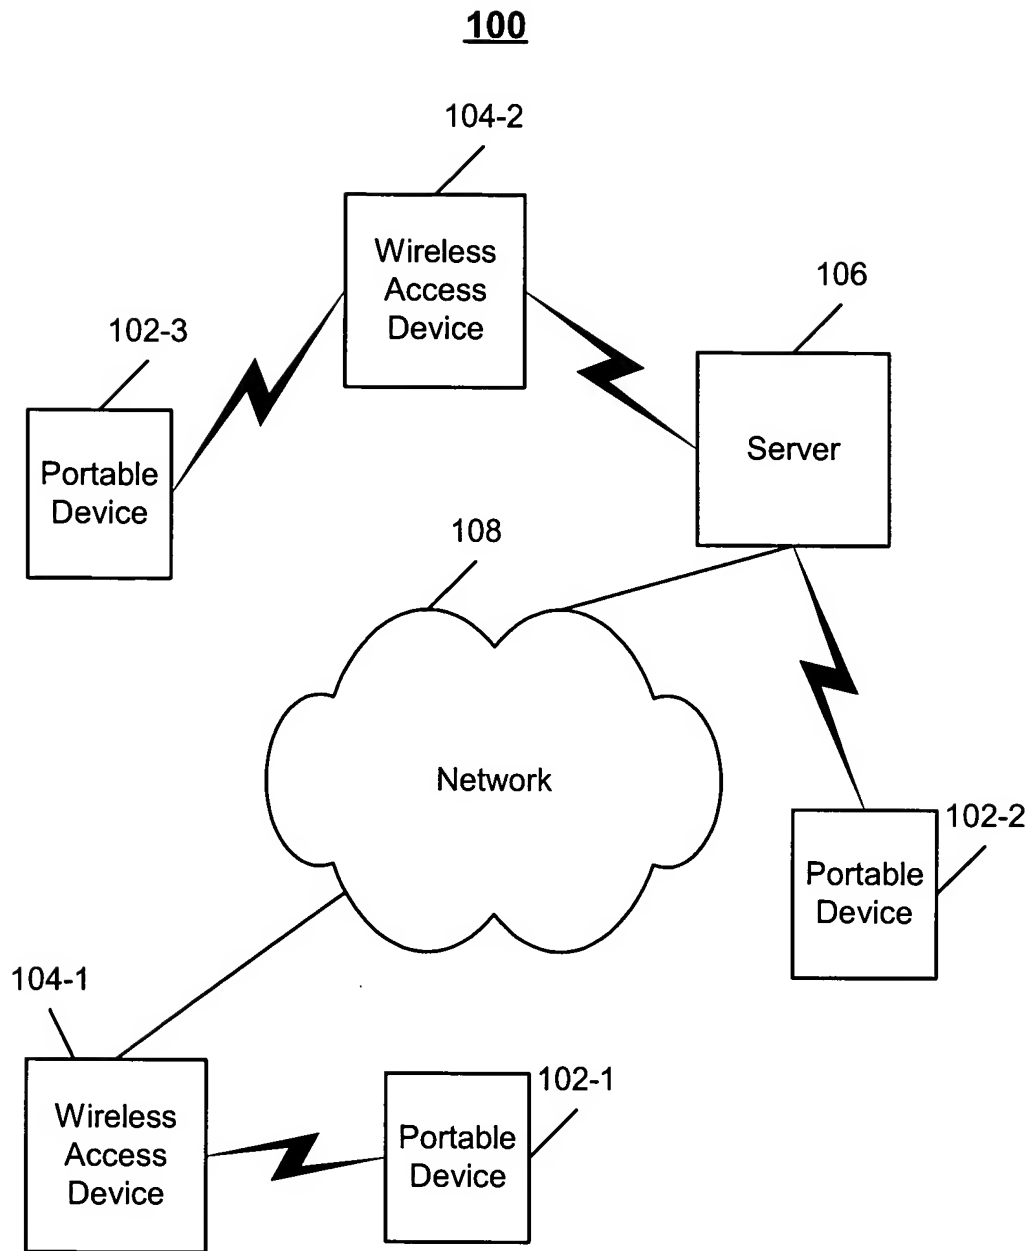 100
104-2
Wireless
Access
Device
106
102-3
Server
Portable
Device
108
Network
102-2
Portable
Device
104-1
102-1
Wireless
Access
Device
Portable
Device